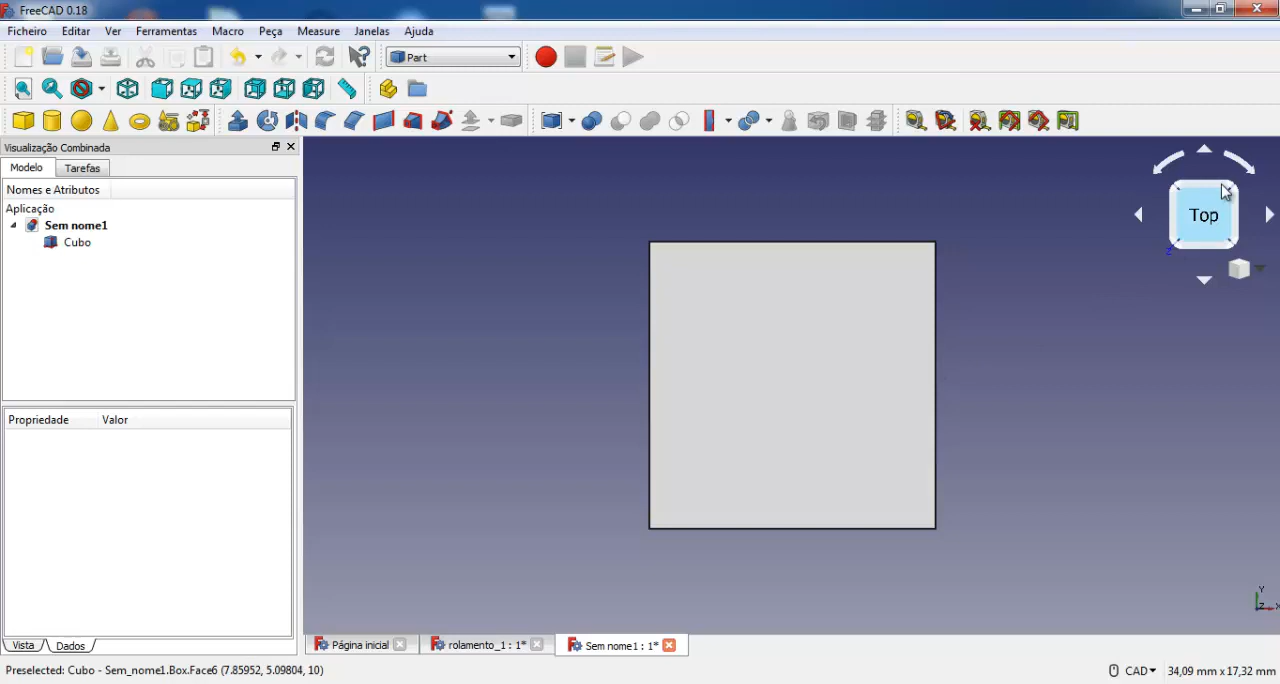 FreeCAD 0.18
Ficheiro Editar Ver Ferramentas Macro Peça Measure Janelas Ajuda
Part
Visualização Combinada
Modelo Tarefas
Nomes e Atributos
Aplicação
Sem nome1
Cubo
Top
Z
Propriedade Valor
Y
Z X
Vista Dados
Página inicial rolamento_1 : 1* Sem nome1 : 1*
Preselected: Cubo - Sem_nome1.Box.Face6 (7.85952, 5.09804, 10) CAD 34,09 mm x 17,32 mm